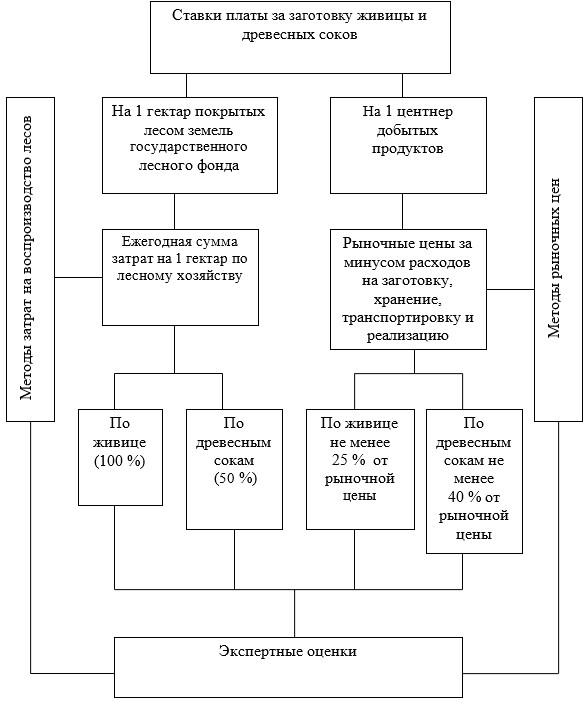 Ставки платы за заготовку живицы и
древесных соков
Методы затрат на воспроизводство лесов
На 1 гектар покрытых
лесом земель
государственного
лесного фонда
На 1 центнер
добытых
продуктов
Методы рыночных цен
Ежегодная сумма
затрат на 1 гектар по
лесному хозяйству
Рыночные цены за
минусом расходов
на заготовку,
хранение,
транспортировку и
реализацию
По
живице
(100 %)
По
древесным
сокам
(50 %)
По живице
не менее
25 % от
рыночной
цены
По
древесным
сокам не
менее
40 % от
рыночной
цены
Экспертные оценки